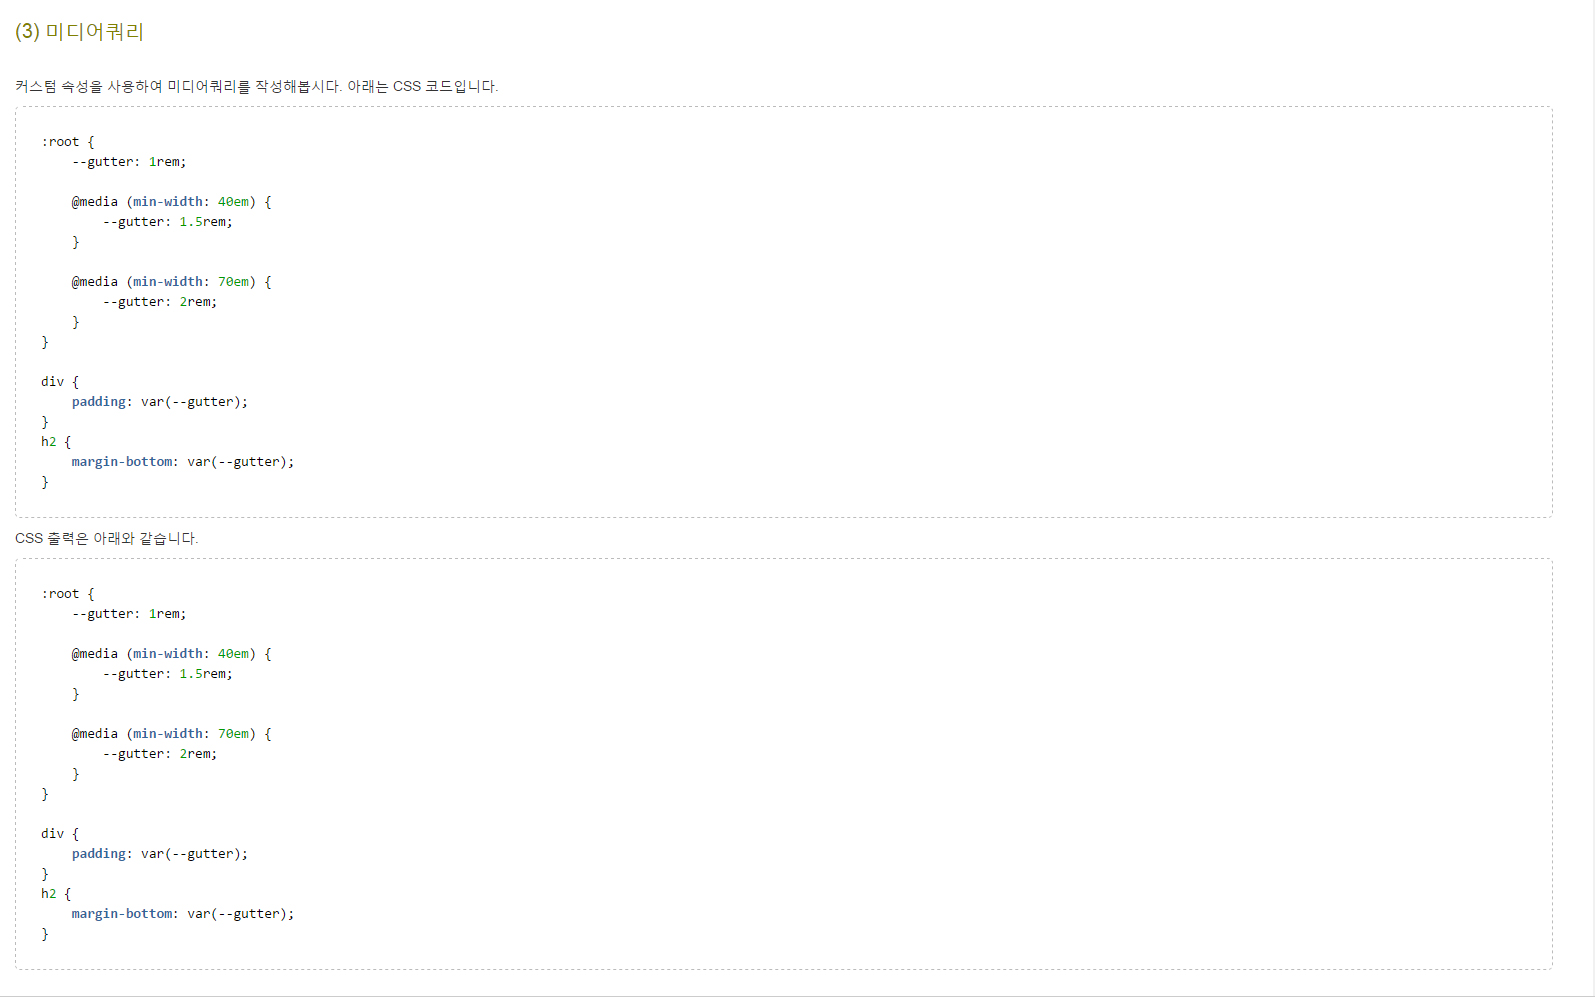 (3) 미디어쿼리
커스텀 속성을 사용하여 미디어쿼리를 작성해봅시다. 아래는 CSS 코드입니다.
:root {
    --gutter: 1rem;
    @media (min-width: 40em) {
        --gutter: 1.5rem;
    }
    @media (min-width: 70em) {
        --gutter: 2rem;
    }
}
div {
    padding: var(--gutter);
}
h2 {
    margin-bottom: var(--gutter);
}
CSS 출력은 아래와 같습니다.
:root {
    --gutter: 1rem;
    @media (min-width: 40em) {
        --gutter: 1.5rem;
    }
    @media (min-width: 70em) {
        --gutter: 2rem;
    }
}
div {
    padding: var(--gutter);
}
h2 {
    margin-bottom: var(--gutter);
}